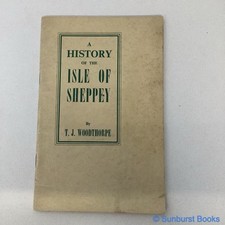 A
HISTORY
OF THE
ISLE OF
SHEPPEY
By
T. J. WOODTHORPE
© Sunburst Books